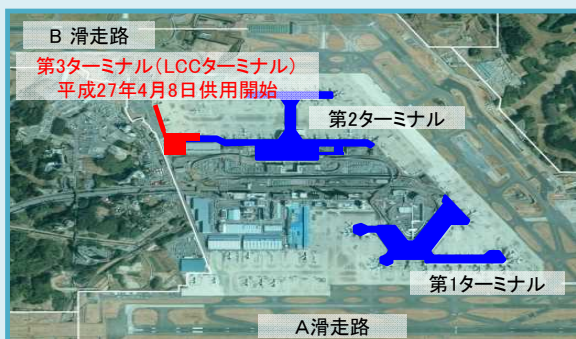 B 滑走路
第3ターミナル(LCCターミナル)
平成27年4月8日供用開始
第2ターミナル
第1ターミナル
A滑走路